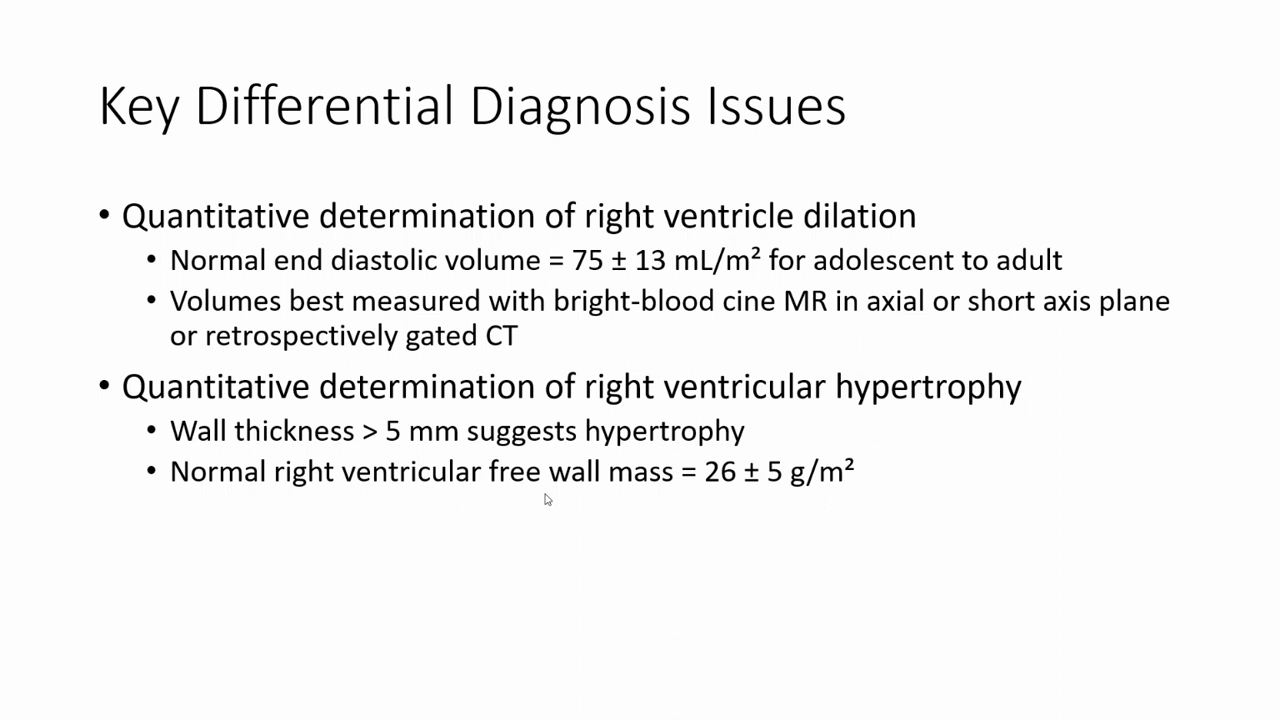 Key Differential Diagnosis Issues
• Quantitative determination of right ventricle dilation
• Normal end diastolic volume = 75 ± 13 mL/m² for adolescent to adult
• Volumes best measured with bright-blood cine MR in axial or short axis plane
or retrospectively gated CT
• Quantitative determination of right ventricular hypertrophy
• Wall thickness > 5 mm suggests hypertrophy
• Normal right ventricular free wall mass = 26 ± 5 g/m²